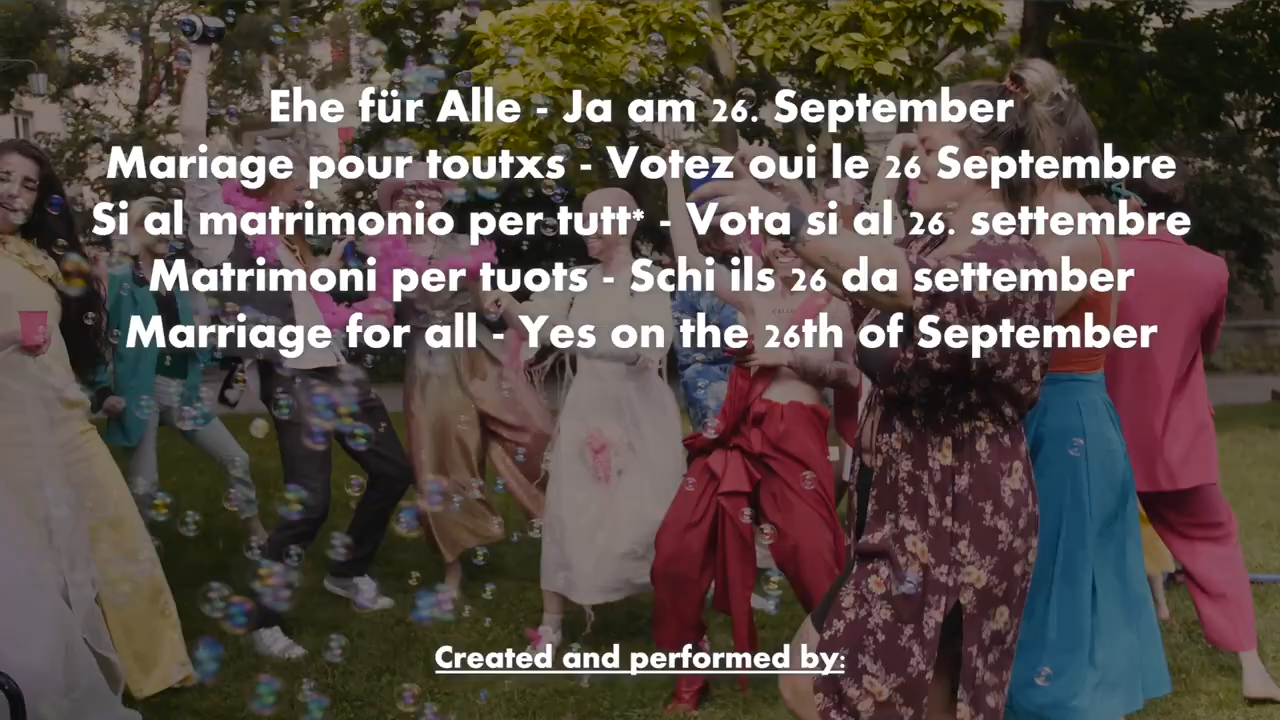 Ehe für Alle - Ja am 26. September
Mariage pour toutxs - Votez oui le 26 Septembre
Si al matrimonio per tutt* - Vota si al 26. settembre
Matrimoni per tuots - Schi ils 26 da settember
Marriage for all - Yes on the 26th of September
Created and performed by: